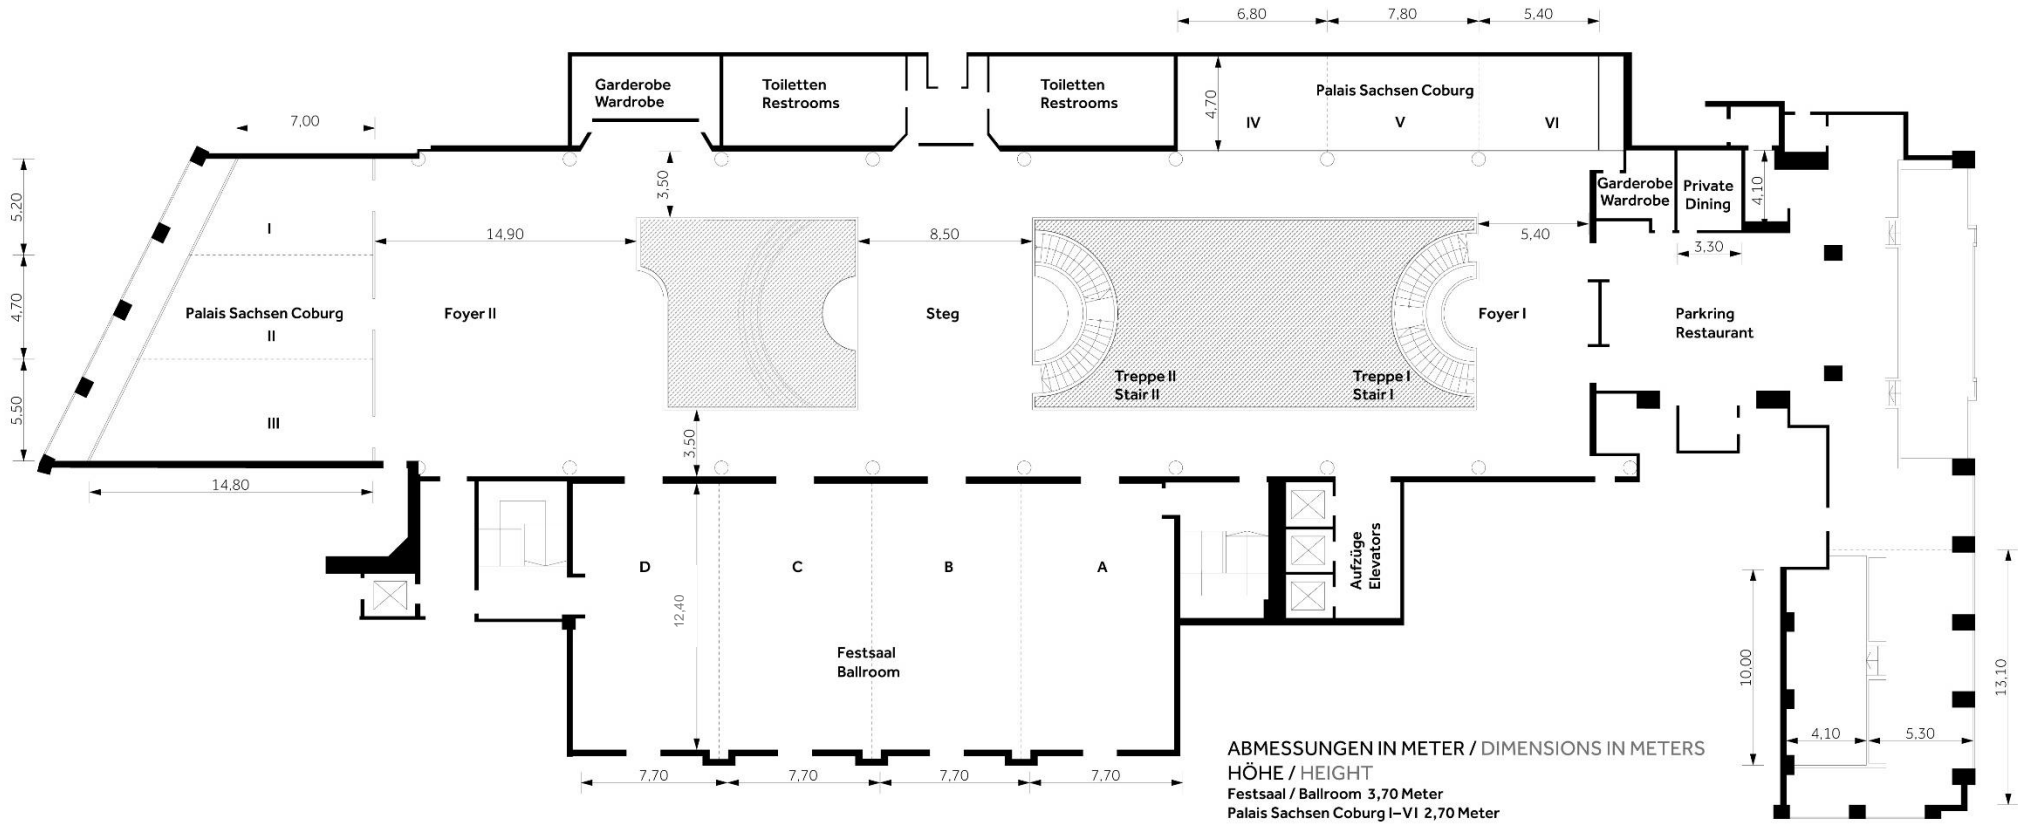 6,80
7,80
5,40
Garderobe
Wardrobe
Toiletten
Restrooms
Toiletten
Restrooms
4,70
Palais Sachsen Coburg
IV
V
VI
7,00
5,20
3,50
Garderobe
Wardrobe
Private
Dining
4,10
I
14,90
8,50
5,40
3,30
4,70
Palais Sachsen Coburg
II
Foyer II
Steg
Foyer I
Parkring
Restaurant
Treppe II
Stair II
Treppe I
Stair I
5,50
III
3,50
14,80
D
C
B
A
Aufzüge
Elevators
12,40
Festsaal
Ballroom
10,00
13,10
4,10
5,30
7,70
7,70
7,70
7,70
ABMESSUNGEN IN METER / DIMENSIONS IN METERS
HÖHE / HEIGHT
Festsaal / Ballroom 3,70 Meter
Palais Sachsen Coburg I–VI 2,70 Meter